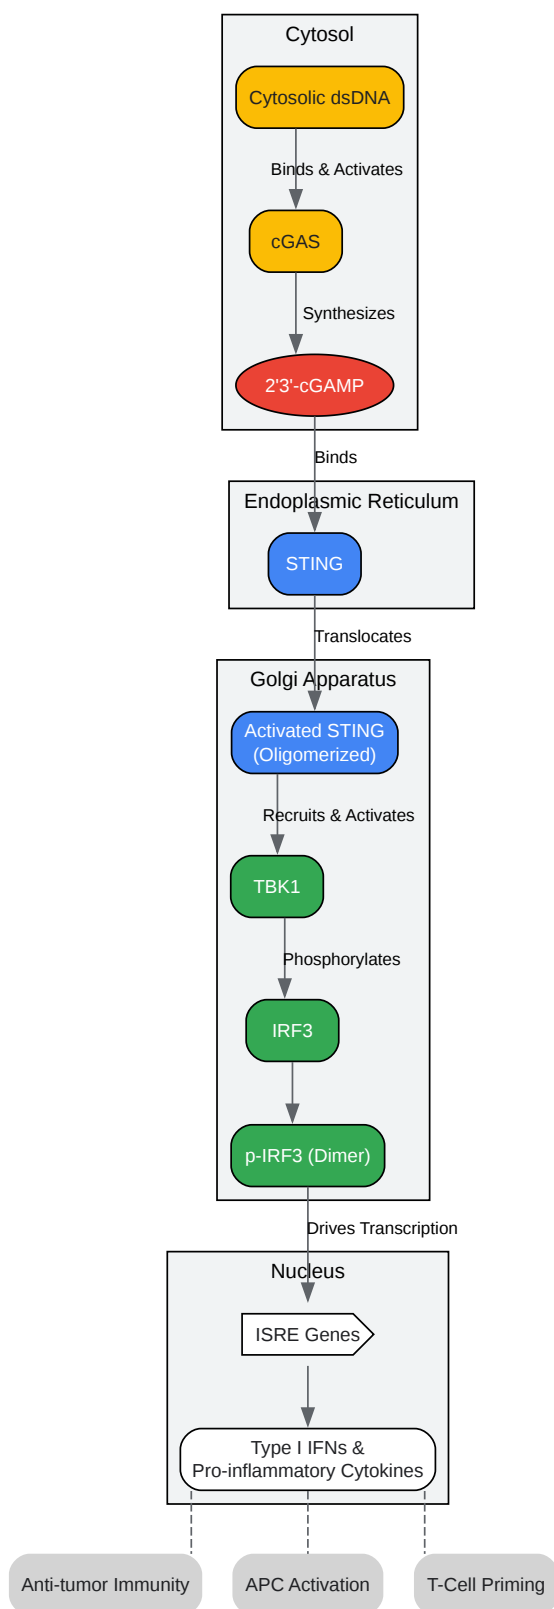 Cytosol
Cytosolic dsDNA
Binds & Activates
cGAS
Synthesizes
2'3'-cGAMP
Binds
Endoplasmic Reticulum
STING
Translocates
Golgi Apparatus
Activated STING
(Oligomerized)
Recruits & Activates
TBK1
Phosphorylates
IRF3
p-IRF3 (Dimer)
Drives Transcription
Nucleus
ISRE Genes
Type I IFNs &
Pro-inflammatory Cytokines
Anti-tumor Immunity
APC Activation
T-Cell Priming